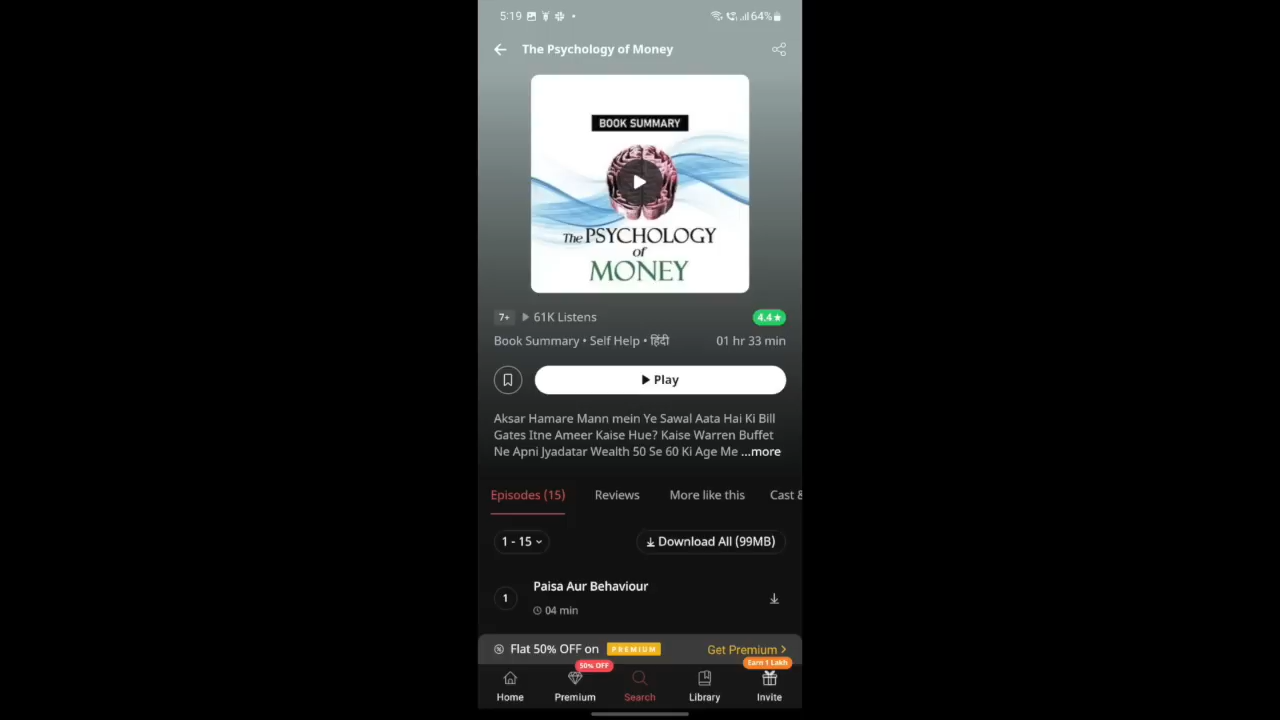 5:19 64%
The Psychology of Money
BOOK SUMMARY
The PSYCHOLOGY
of
MONEY
7+ 61K Listens 4.4★
Book Summary • Self Help • हिंदी 01 hr 33 min
Play
Aksar Hamare Mann mein Ye Sawal Aata Hai Ki Bill
Gates Itne Ameer Kaise Hue? Kaise Warren Buffet
Ne Apni Jyadatar Wealth 50 Se 60 Ki Age Me ...more
Episodes (15) Reviews More like this Cast &
1 - 15 Download All (99MB)
1 Paisa Aur Behaviour
04 min
Flat 50% OFF on PREMIUM Get Premium >
50% OFF Earn 1 Lakh
Home Premium Search Library Invite